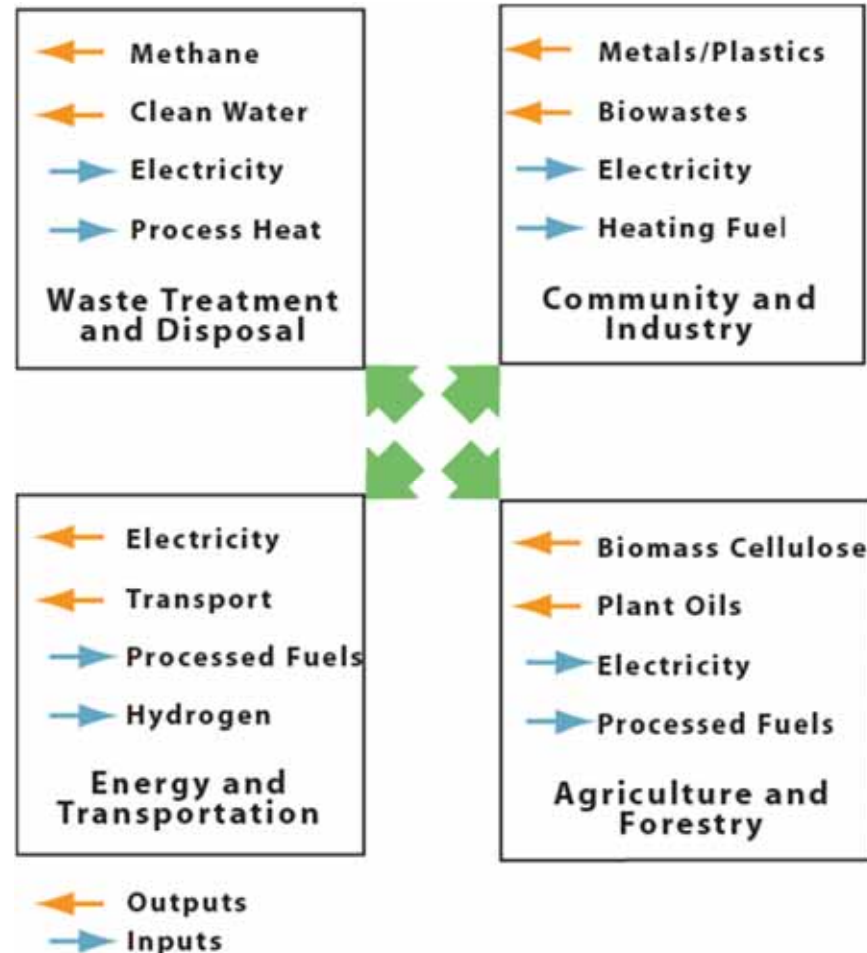 Methane
Clean Water
Electricity
Process Heat
Waste Treatment
and Disposal
Metals/Plastics
Biowastes
Electricity
Heating Fuel
Community and
Industry
Electricity
Transport
Processed Fuels
Hydrogen
Energy and
Transportation
Biomass Cellulose
Plant Oils
Electricity
Processed Fuels
Agriculture and
Forestry
Outputs
Inputs